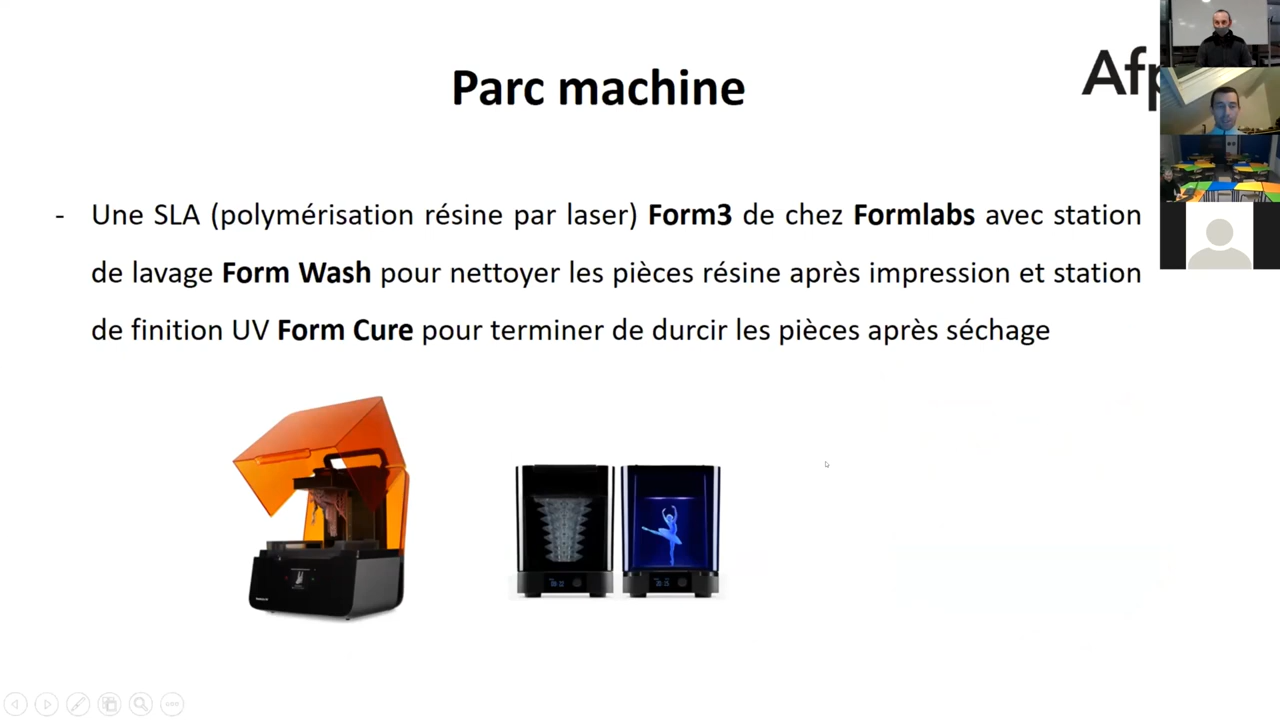 Parc machine
Afp
- Une SLA (polymérisation résine par laser) Form3 de chez Formlabs avec station
de lavage Form Wash pour nettoyer les pièces résine après impression et station
de finition UV Form Cure pour terminer de durcir les pièces après séchage